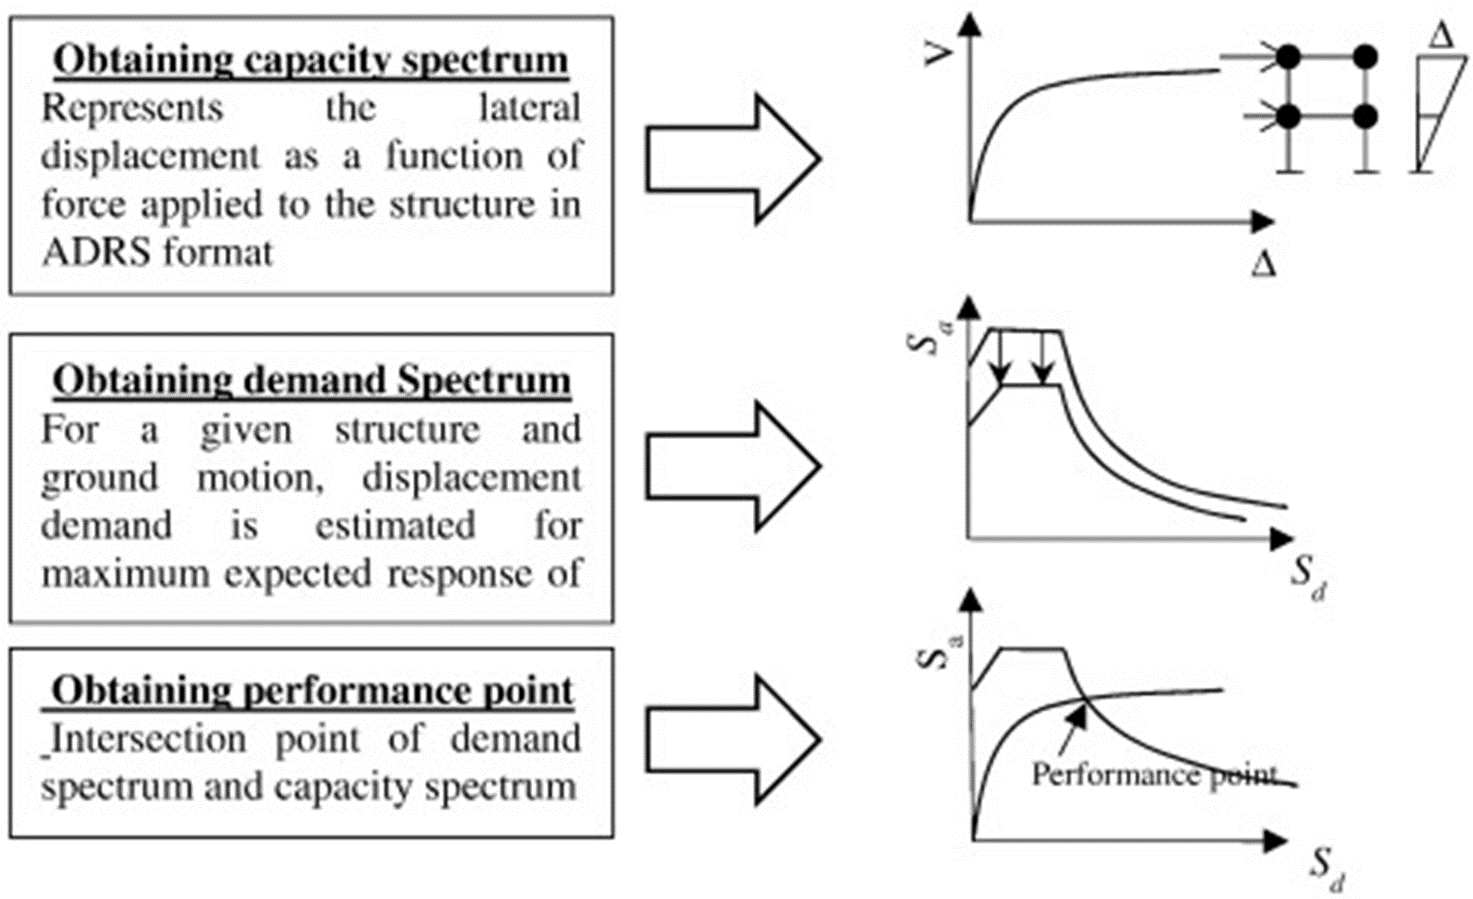 Obtaining capacity spectrum
Represents the lateral
displacement as a function of
force applied to the structure in
ADRS format
V
Δ
Δ
Obtaining demand Spectrum
For a given structure and
ground motion, displacement
demand is estimated for
maximum expected response of
Sa
Sd
Obtaining performance point
Intersection point of demand
spectrum and capacity spectrum
Sa
Performance point
Sd